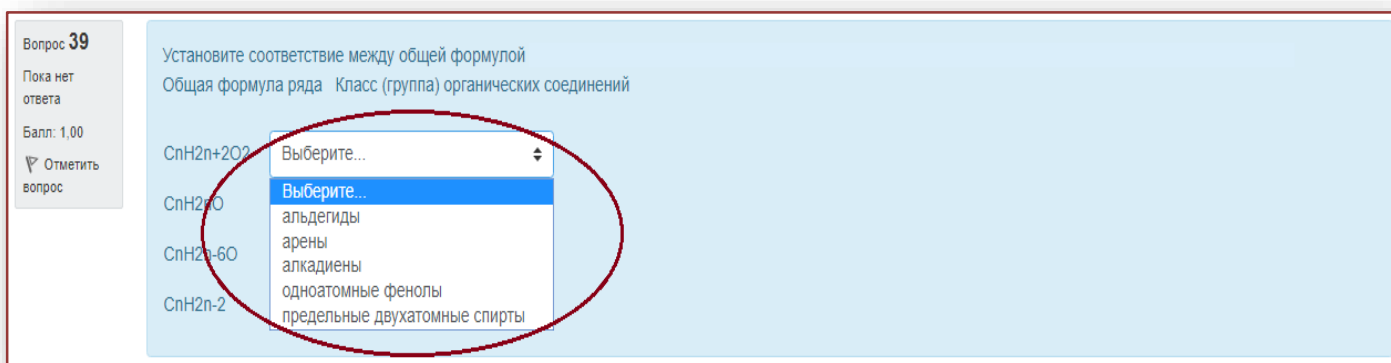 Вопрос 39
Пока нет
ответа
Балл: 1,00
Отметить
вопрос
Установите соответствие между общей формулой
Общая формула ряда Класс (группа) органических соединений
CnH2n+2O2 Выберите...
Выберите...
CnH2nO
альдегиды
арены
CnH2n-6O
алкадиены
одноатомные фенолы
CnH2n-2
предельные двухатомные спирты